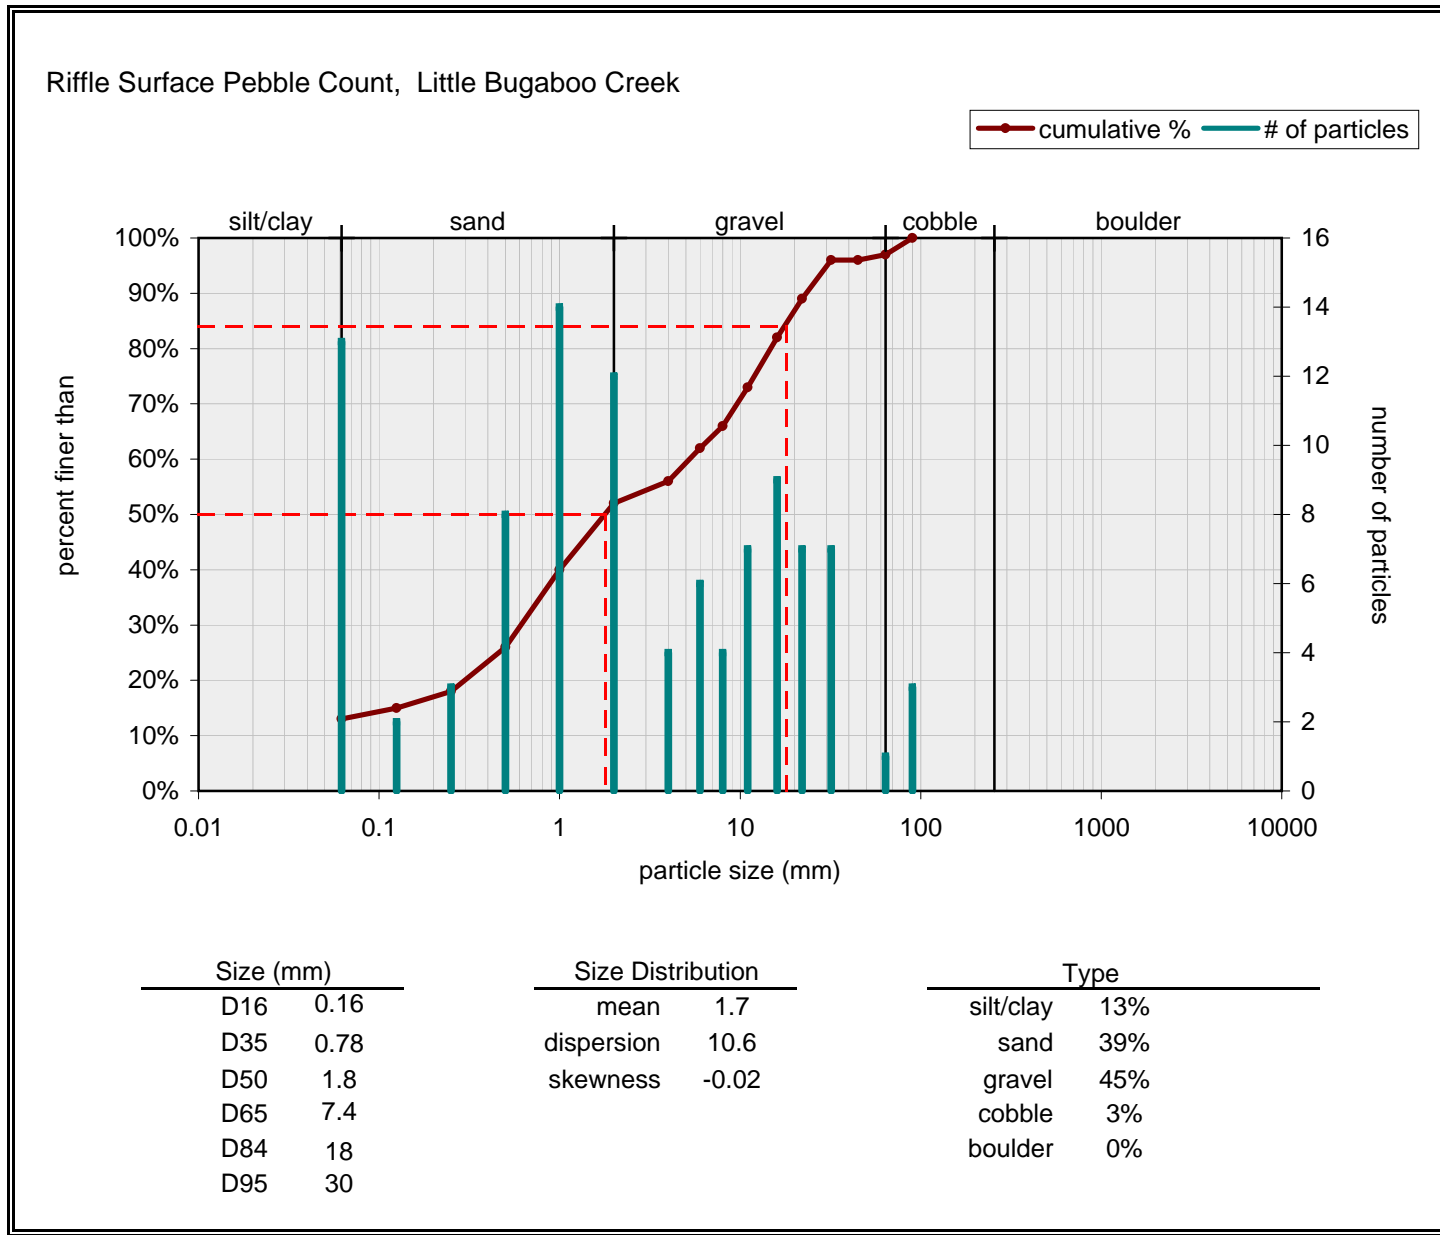 Riffle Surface Pebble Count, Little Bugaboo Creek
cumulative % # of particles
silt/clay sand gravel cobble boulder
100% 16
90% 14
80% 12
70%
60% 10
50% 8
40% 6
30%
20% 4
10% 2
0% 0
percent finer than
number of particles
0.01 0.1 1 10 100 1000 10000
particle size (mm)
Size (mm)
D16 0.16
D35 0.78
D50 1.8
D65 7.4
D84 18
D95 30
Size Distribution
mean 1.7
dispersion 10.6
skewness -0.02
Type
silt/clay 13%
sand 39%
gravel 45%
cobble 3%
boulder 0%